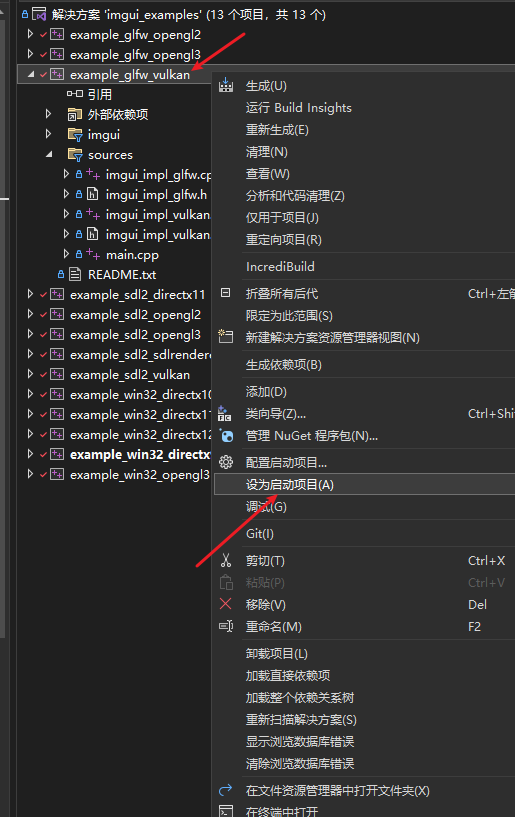 解决方案 'imgui_examples' (13 个项目，共 13 个)
example_glfw_opengl2
example_glfw_opengl3
example_glfw_vulkan
引用
外部依赖项
imgui
sources
imgui_impl_glfw.cp
imgui_impl_glfw.h
imgui_impl_vulkan.
imgui_impl_vulkan.
main.cpp
README.txt
example_sdl2_directx11
example_sdl2_opengl2
example_sdl2_opengl3
example_sdl2_sdlrendere
example_sdl2_vulkan
example_win32_directx10
example_win32_directx11
example_win32_directx12
example_win32_directx
example_win32_opengl3
生成(U)
运行 Build Insights
重新生成(E)
清理(N)
查看(W)
分析和代码清理(Z)
仅用于项目(J)
重定向项目(R)
IncrediBuild
折叠所有后代 Ctrl+左
限定为此范围(S)
新建解决方案资源管理器视图(N)
生成依赖项(B)
添加(D)
类向导(Z)... Ctrl+Shi
管理 NuGet 程序包(N)...
配置启动项目...
设为启动项目(A)
调试(G)
Git(I)
剪切(T) Ctrl+X
粘贴(P) Ctrl+V
移除(V) Del
重命名(M) F2
卸载项目(L)
加载直接依赖项
加载整个依赖关系树
重新扫描解决方案(S)
显示浏览数据库错误
清除浏览数据库错误
在文件资源管理器中打开文件夹(X)
在终端中打开